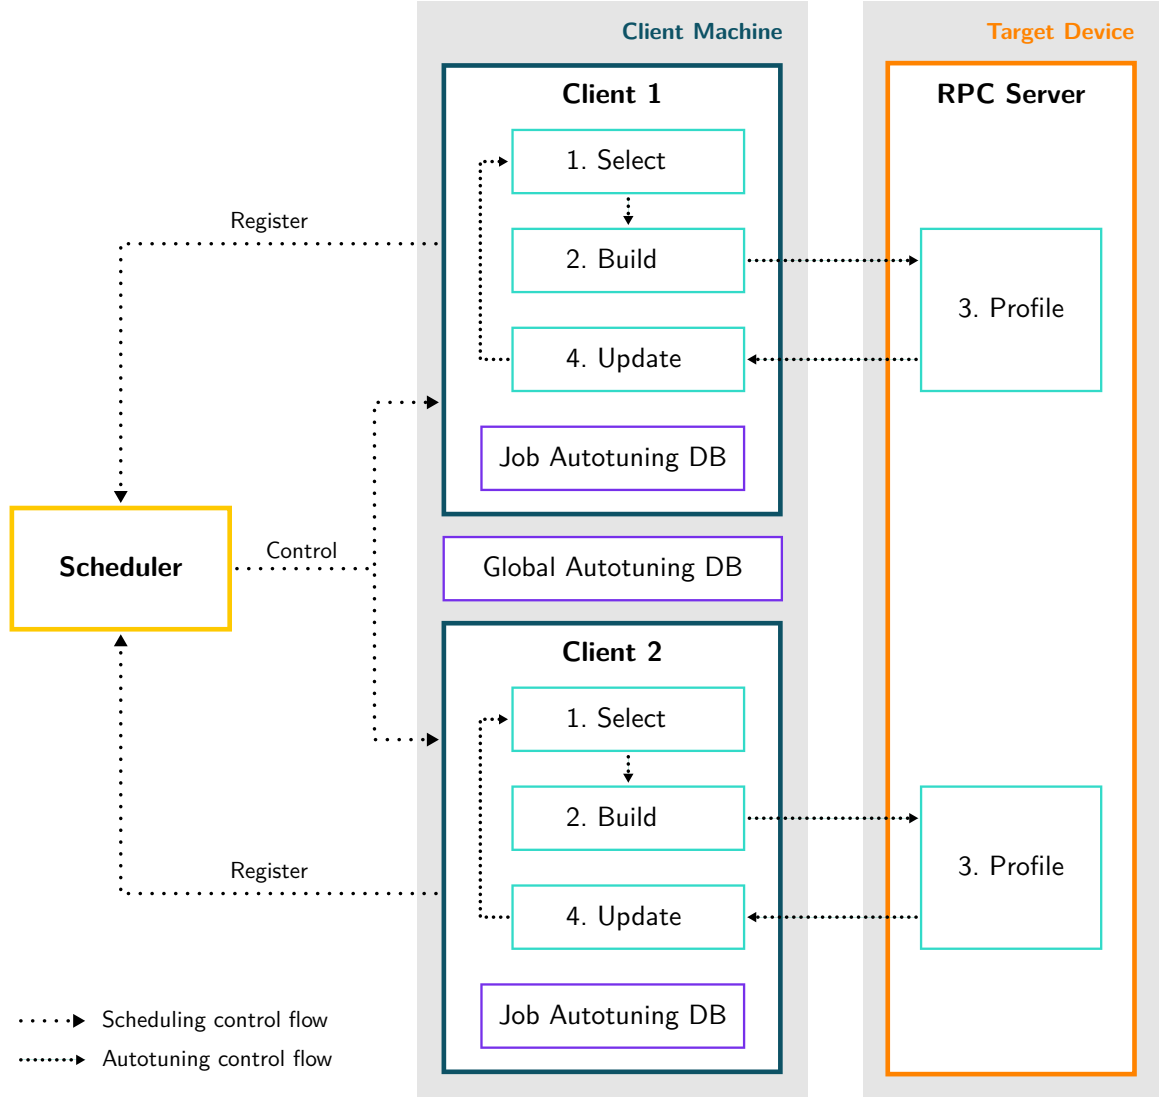 Client Machine
Target Device
Client 1
RPC Server
1. Select
Register
2. Build
3. Profile
4. Update
Job Autotuning DB
Scheduler
Control
Global Autotuning DB
Client 2
1. Select
2. Build
Register
3. Profile
4. Update
Job Autotuning DB
Scheduling control flow
Autotuning control flow